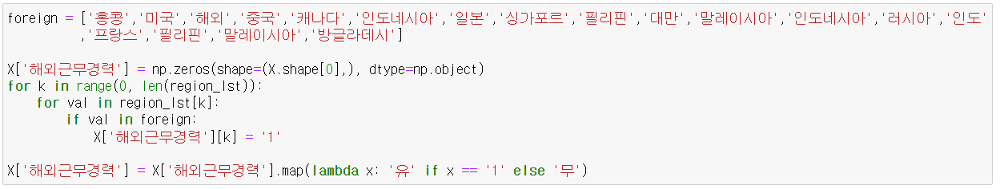 foreign = ['홍콩','미국','해외','중국','캐나다','인도네시아','일본','싱가포르','필리핀','대만','말레이시아','인도네시아','러시아','인도'
,'프랑스','필리핀','말레이시아','방글라데시']
X['해외근무경력'] = np.zeros(shape=(X.shape[0],), dtype=np.object)
for k in range(0, len(region_lst)):
for val in region_lst[k]:
if val in foreign:
X['해외근무경력'][k] = '1'
X['해외근무경력'] = X['해외근무경력'].map(lambda x: '유' if x == '1' else '무')